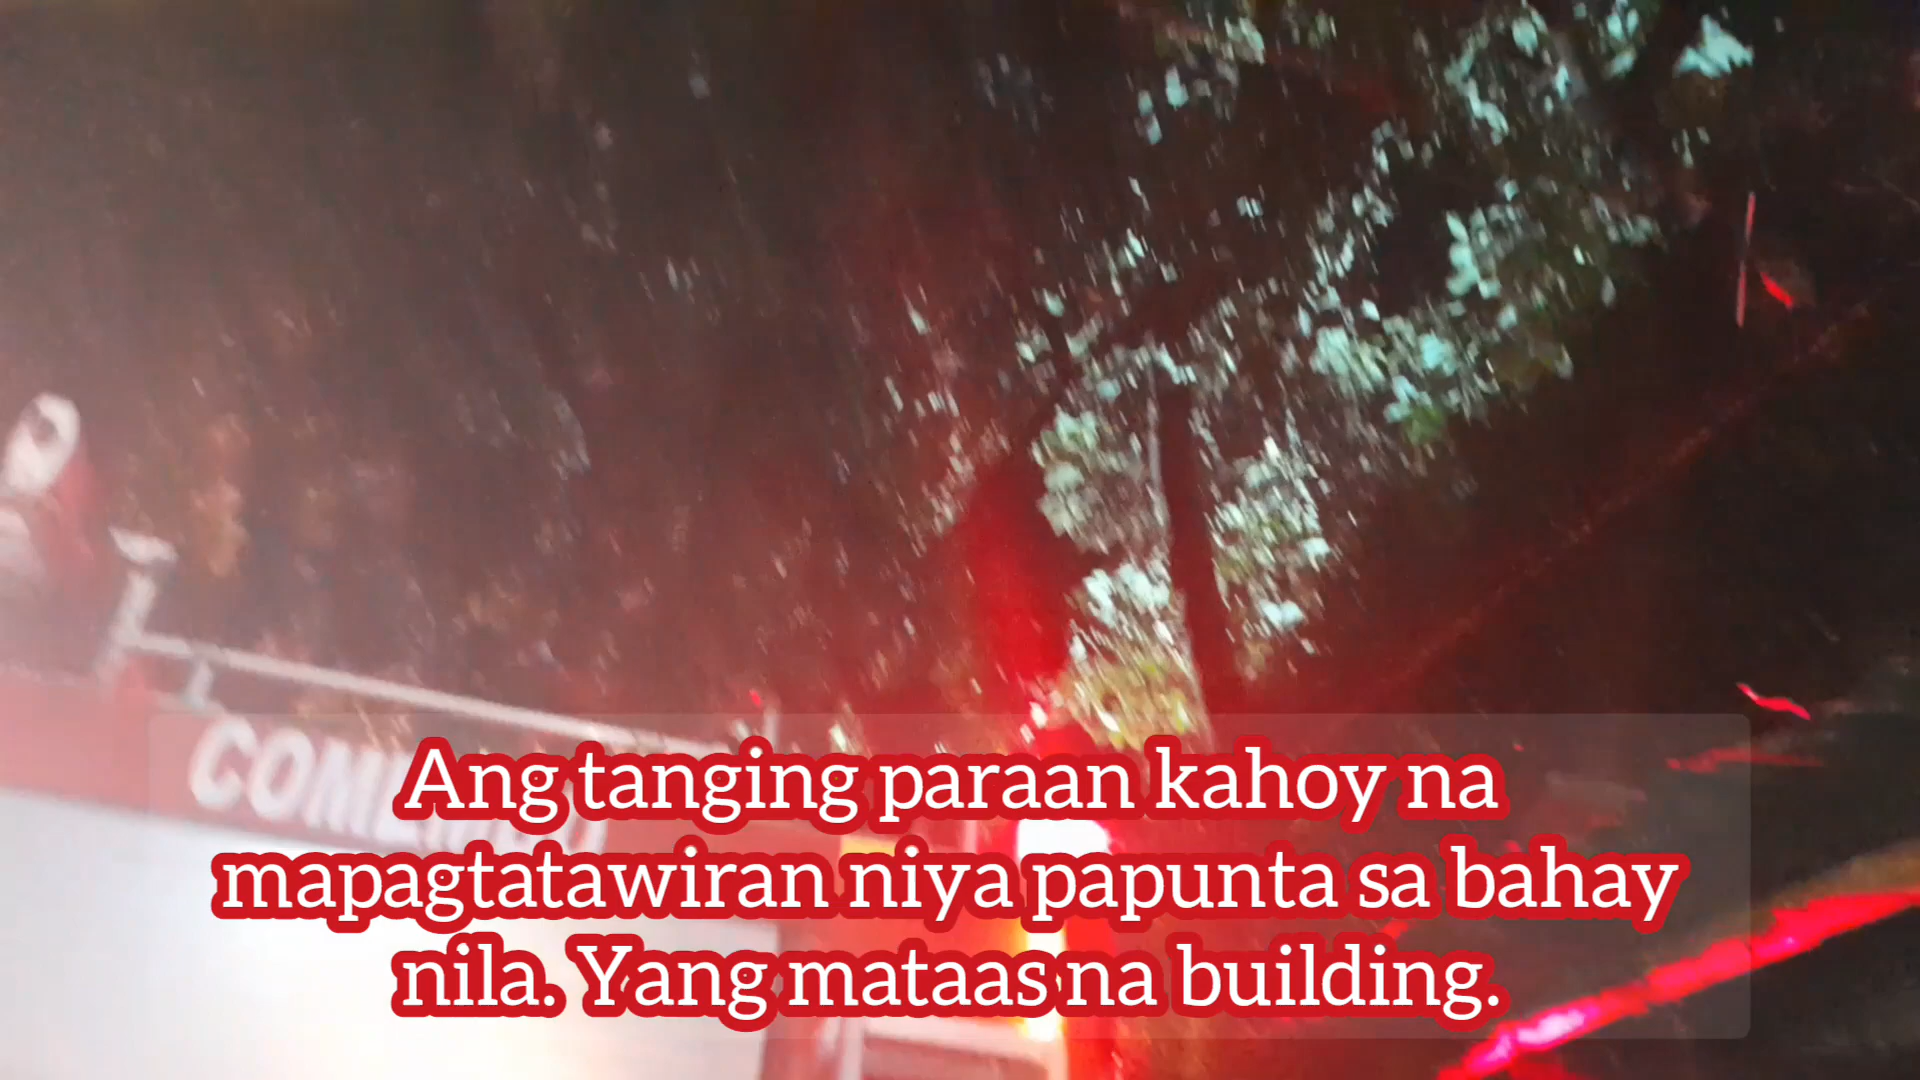 Ang tanging paraan kahoy na
mapagtatawiran niya papunta sa bahay
nila. Yang mataas na building.